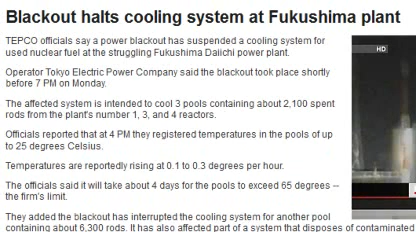 Blackout halts cooling system at Fukushima plant
TEPCO officials say a power blackout has suspended a cooling system for
used nuclear fuel at the struggling Fukushima Daiichi power plant.
Operator Tokyo Electric Power Company said the blackout took place shortly
before 7 PM on Monday.
The affected system is intended to cool 3 pools containing about 2,100 spent
rods from the plant's number 1, 3, and 4 reactors.
Officials reported that at 4 PM they registered temperatures in the pools of up
to 25 degrees Celsius.
Temperatures are reportedly rising at 0.1 to 0.3 degrees per hour.
The officials said it will take about 4 days for the pools to exceed 65 degrees --
the firm's limit.
They added the blackout has interrupted the cooling system for another pool
containing about 6,300 rods. It has also affected part of a system that disposes of contaminated
HD